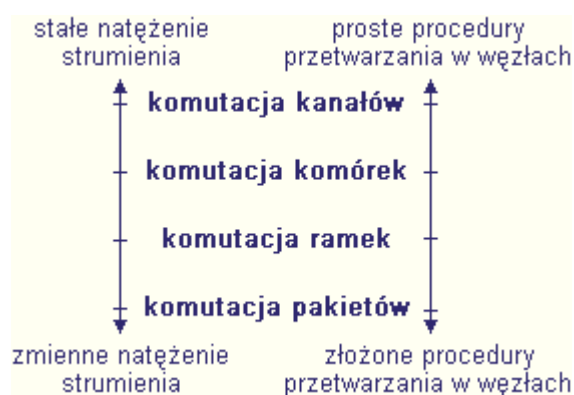 stałe natężenie
strumienia
proste procedury
przetwarzania w węzłach
komutacja kanałów
komutacja komórek
komutacja ramek
komutacja pakietów
zmienne natężenie
strumienia
złożone procedury
przetwarzania w węzłach